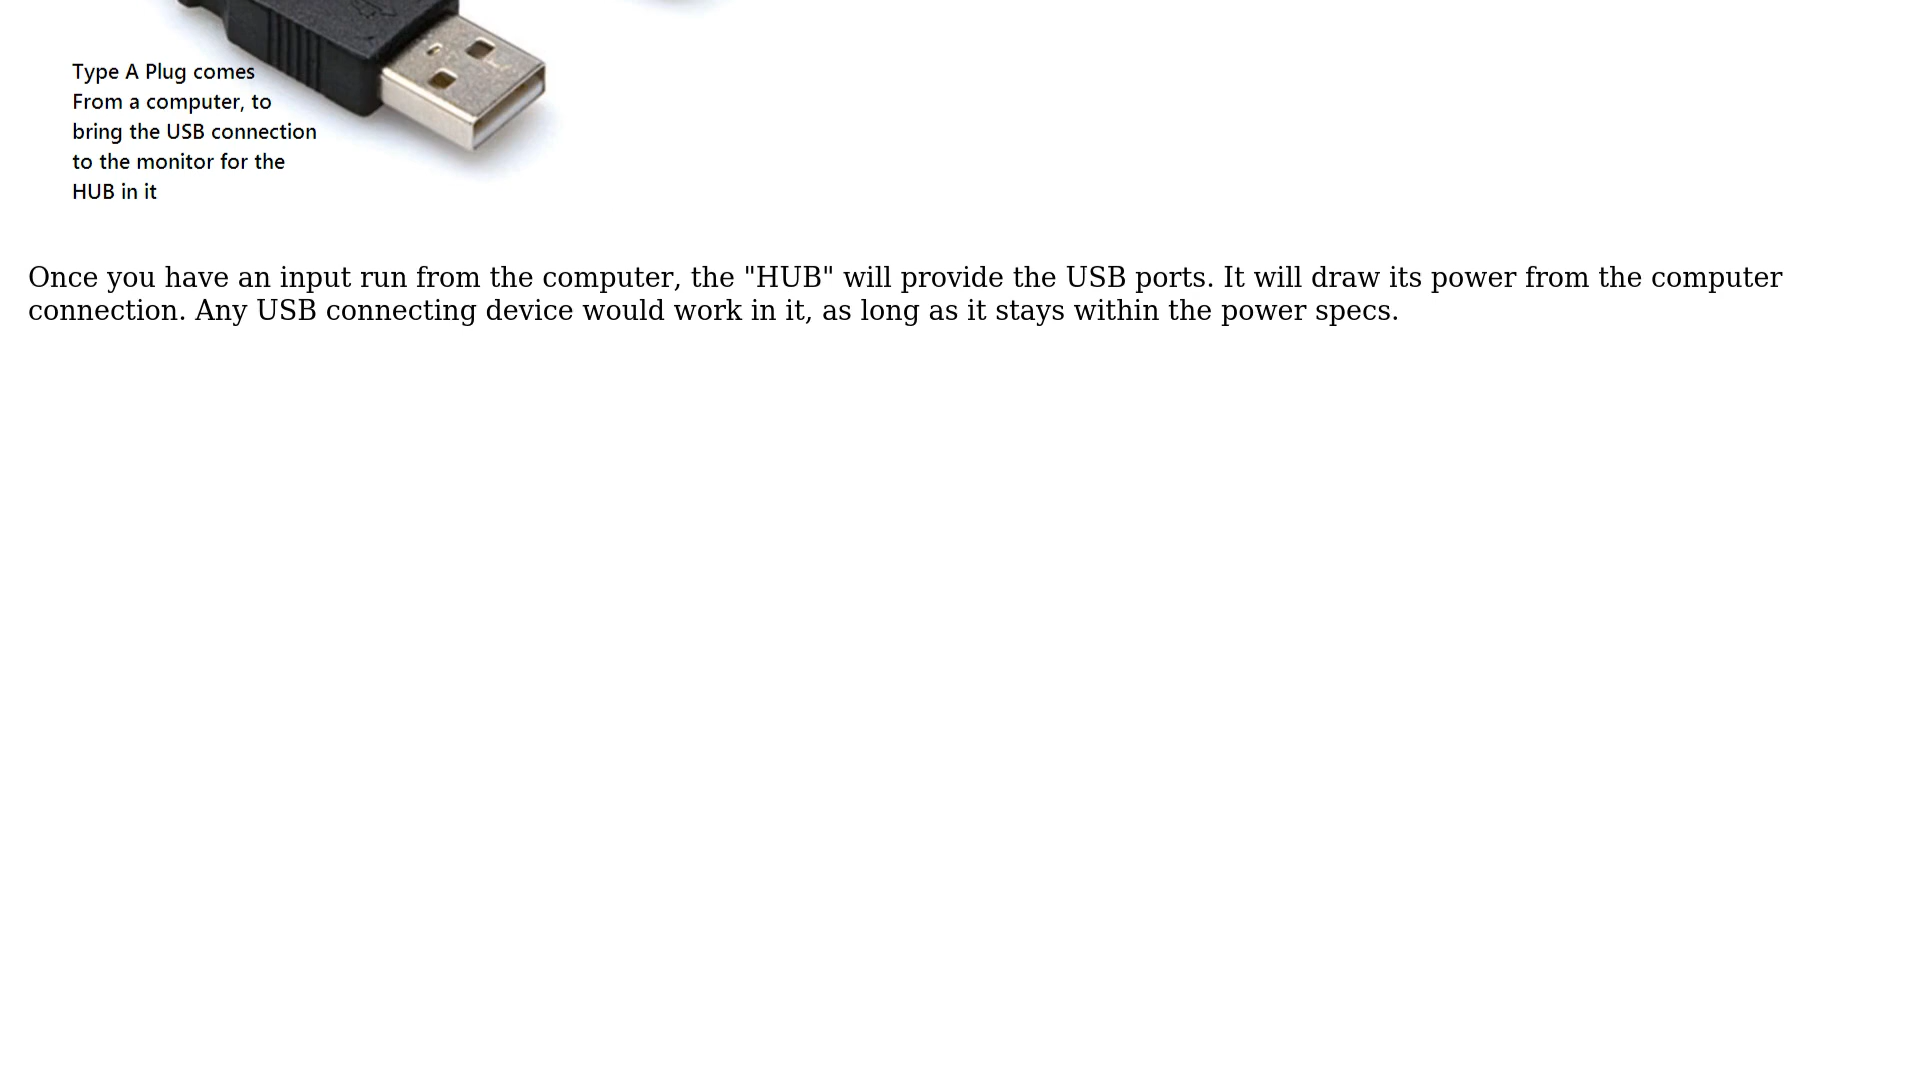 Type A Plug comes
From a computer, to
bring the USB connection
to the monitor for the
HUB in it
Once you have an input run from the computer, the "HUB" will provide the USB ports. It will draw its power from the computer
connection. Any USB connecting device would work in it, as long as it stays within the power specs.